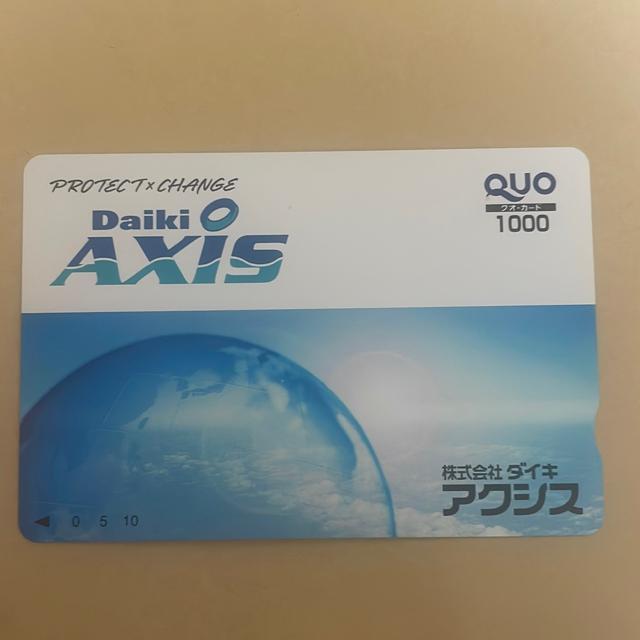 PROTECT×CHANGE
Daiki
AXIS
QUO
クオ・カード
1000
株式会社 ダイキ
アクシス
◀ 0 5 10